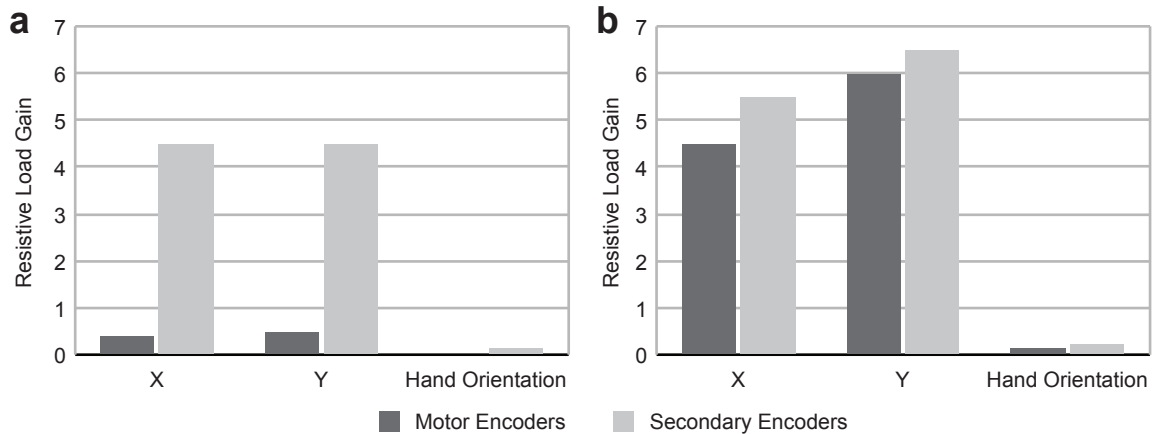 a
7
6
5
4
3
2
1
0
Resistive Load Gain
X Y Hand Orientation
b
7
6
5
4
3
2
1
0
Resistive Load Gain
X Y Hand Orientation
Motor Encoders Secondary Encoders